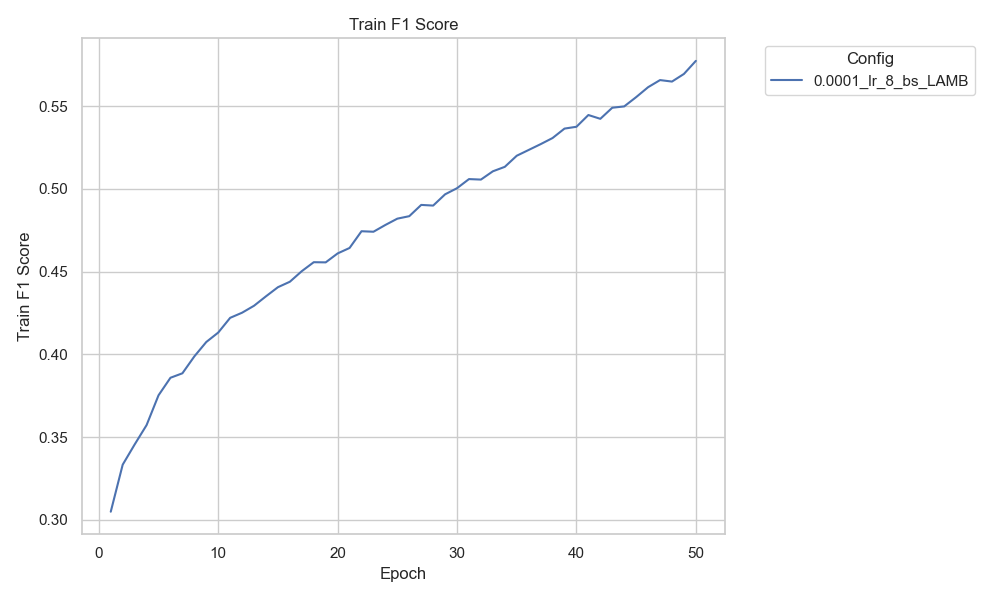 Train F1 Score
Config
0.0001_lr_8_bs_LAMB
Train F1 Score
0.55
0.50
0.45
0.40
0.35
0.30
0
10
20
30
40
50
Epoch